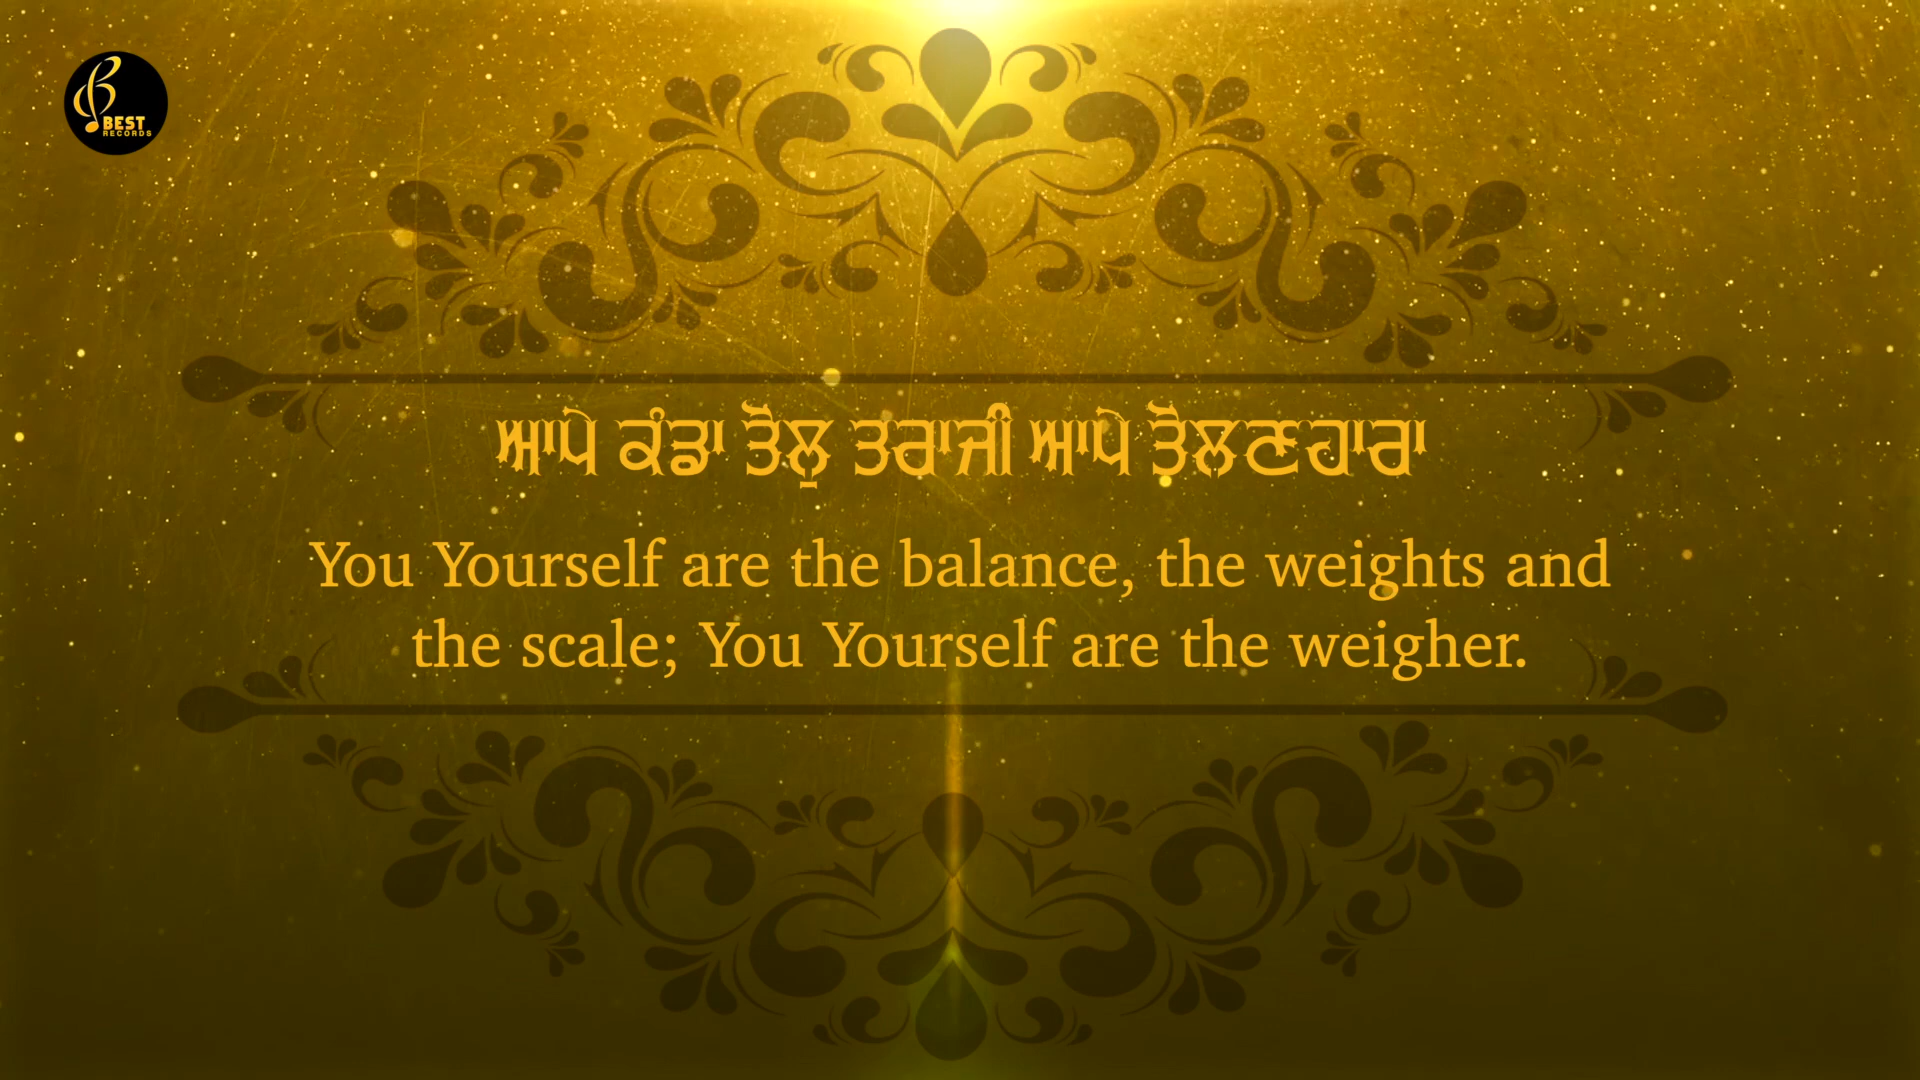 BEST
RECORDS
ਆਪੇ ਕੰਡਾ ਤੋਲੁ ਤਰਾਜੀ ਆਪੇ ਤੋਲਣਹਾਰਾ
You Yourself are the balance, the weights and
the scale; You Yourself are the weigher.